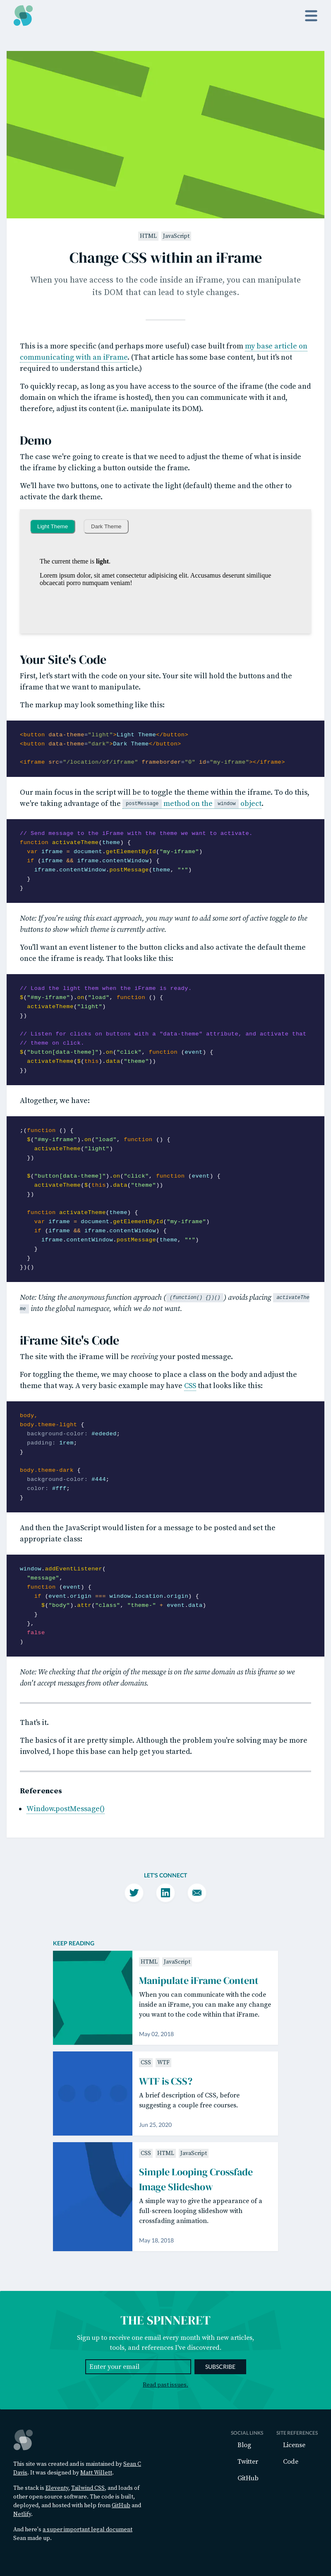 HTML JavaScript
Change CSS within an iFrame
When you have access to the code inside an iFrame, you can manipulate
its DOM that can lead to style changes.
This is a more specific (and perhaps more useful) case built from my base article on
communicating with an iFrame. (That article has some base content, but it's not
required to understand this article.)
To quickly recap, as long as you have access to the source of the iframe (the code and
domain on which the iframe is hosted), then you can communicate with it and,
therefore, adjust its content (i.e. manipulate its DOM).
Demo
The case we're going to create is that we need to adjust the theme of what is inside
the iframe by clicking a button outside the frame.
We'll have two buttons, one to activate the light (default) theme and the other to
activate the dark theme.
Light Theme Dark Theme
The current theme is light.
Lorem ipsum dolor, sit amet consectetur adipisicing elit. Accusamus deserunt similique
obcaecati porro numquam veniam!
Your Site's Code
First, let's start with the code on your site. Your site will hold the buttons and the
iframe that we want to manipulate.
The markup may look something like this:
<button data-theme="light">Light Theme</button>
<button data-theme="dark">Dark Theme</button>
<iframe src="/location/of/iframe" frameborder="0" id="my-iframe"></iframe>
Our main focus in the script will be to toggle the theme within the iframe. To do this,
we're taking advantage of the postMessage method on the window object.
// Send message to the iFrame with the theme we want to activate.
function activateTheme(theme) {
var iframe = document.getElementById("my-iframe")
if (iframe && iframe.contentWindow) {
iframe.contentWindow.postMessage(theme, "*")
}
}
Note: If you're using this exact approach, you may want to add some sort of active toggle to the
buttons to show which theme is currently active.
You'll want an event listener to the button clicks and also activate the default theme
once the iframe is ready. That looks like this:
// Load the light them when the iFrame is ready.
$("#my-iframe").on("load", function () {
activateTheme("light")
})
// Listen for clicks on buttons with a "data-theme" attribute, and activate that
// theme on click.
$("button[data-theme]").on("click", function (event) {
activateTheme($(this).data("theme"))
})
Altogether, we have:
;(function () {
$("#my-iframe").on("load", function () {
activateTheme("light")
})
$("button[data-theme]").on("click", function (event) {
activateTheme($(this).data("theme"))
})
function activateTheme(theme) {
var iframe = document.getElementById("my-iframe")
if (iframe && iframe.contentWindow) {
iframe.contentWindow.postMessage(theme, "*")
}
}
})()
Note: Using the anonymous function approach ( (function() {})() ) avoids placing activateThe
me into the global namespace, which we do not want.
iFrame Site's Code
The site with the iFrame will be receiving your posted message.
For toggling the theme, we may choose to place a class on the body and adjust the
theme that way. A very basic example may have CSS that looks like this:
body,
body.theme-light {
background-color: #ededed;
padding: 1rem;
}
body.theme-dark {
background-color: #444;
color: #fff;
}
And then the JavaScript would listen for a message to be posted and set the
appropriate class:
window.addEventListener(
"message",
function (event) {
if (event.origin === window.location.origin) {
$("body").attr("class", "theme-" + event.data)
}
},
false
)
Note: We checking that the origin of the message is on the same domain as this iframe so we
don't accept messages from other domains.
That's it.
The basics of it are pretty simple. Although the problem you're solving may be more
involved, I hope this base can help get you started.
References
Window.postMessage()
LET'S CONNECT
KEEP READING
HTML JavaScript
Manipulate iFrame Content
When you can communicate with the code
inside an iFrame, you can make any change
you want to the code within that iFrame.
May 02, 2018
CSS WTF
WTF is CSS?
A brief description of CSS, before
suggesting a couple free courses.
Jun 25, 2020
CSS HTML JavaScript
Simple Looping Crossfade
Image Slideshow
A simple way to give the appearance of a
full-screen looping slideshow with
crossfading animation.
May 18, 2018
THE SPINNERET
Sign up to receive one email every month with new articles,
tools, and references I've discovered.
Enter your email SUBSCRIBE
Read past issues.
This site was created and is maintained by Sean C
Davis. It was designed by Matt Willett.
The stack is Eleventy, Tailwind CSS, and loads of
other open source software. The code is built,
deployed, and hosted with help from GitHub and
Netlify.
And here's a super important legal document
Sean made up.
SOCIAL LINKS
Blog
Twitter
GitHub
SITE REFERENCES
License
Code